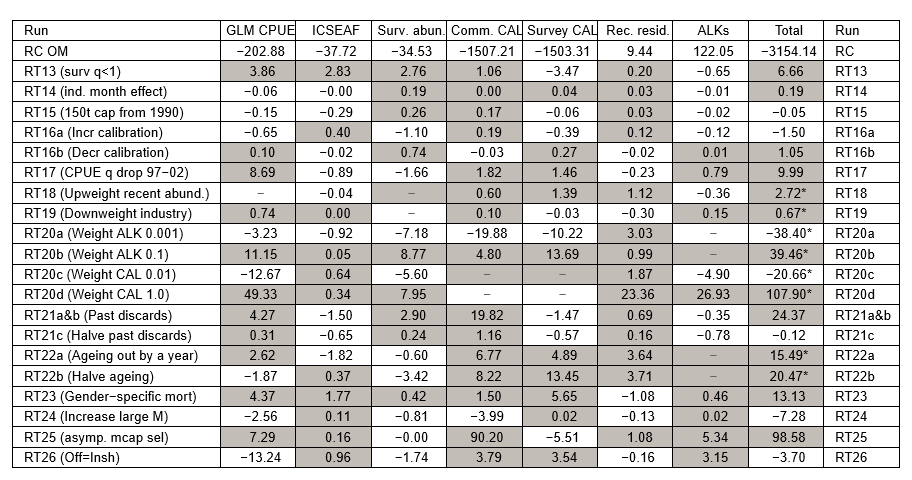 Run GLM CPUE ICSEAF Surv. abun. Comm. CAL Survey CAL Rec. resid. ALKs Total Run
RC OM −202.88 −37.72 −34.53 −1507.21 −1503.31 9.44 122.05 −3154.14 RC
RT13 (surv q<1) 3.86 2.83 2.76 1.06 −3.47 0.20 −0.65 6.66 RT13
RT14 (ind. month effect) −0.06 −0.00 0.19 0.00 0.04 0.03 −0.01 0.19 RT14
RT15 (150t cap from 1990) −0.15 −0.29 0.26 0.17 −0.06 0.03 −0.02 −0.05 RT15
RT16a (Incr calibration) −0.65 0.40 −1.10 0.19 −0.39 0.12 −0.12 −1.50 RT16a
RT16b (Decr calibration) 0.10 −0.02 0.74 −0.03 0.27 −0.02 0.01 1.05 RT16b
RT17 (CPUE q drop 97−02) 8.69 −0.89 −1.66 1.82 1.46 −0.23 0.79 9.99 RT17
RT18 (Upweight recent abund.) − −0.04 − 0.60 1.39 1.12 −0.36 2.72* RT18
RT19 (Downweight industry) 0.74 0.00 − 0.10 −0.03 −0.30 0.15 0.67* RT19
RT20a (Weight ALK 0.001) −3.23 −0.92 −7.18 −19.88 −10.22 3.03 − −38.40* RT20a
RT20b (Weight ALK 0.1) 11.15 0.05 8.77 4.80 13.69 0.99 − 39.46* RT20b
RT20c (Weight CAL 0.01) −12.67 0.64 −5.60 − − 1.87 −4.90 −20.66* RT20c
RT20d (Weight CAL 1.0) 49.33 0.34 7.95 − − 23.36 26.93 107.90* RT20d
RT21a&b (Past discards) 4.27 −1.50 2.90 19.82 −1.47 0.69 −0.35 24.37 RT21a&b
RT21c (Halve past discards) 0.31 −0.65 0.24 1.16 −0.57 0.16 −0.78 −0.12 RT21c
RT22a (Ageing out by a year) 2.62 −1.82 −0.60 6.77 4.89 3.64 − 15.49* RT22a
RT22b (Halve ageing) −1.87 0.37 −3.42 8.22 13.45 3.71 − 20.47* RT22b
RT23 (Gender−specific mort) 4.37 1.77 0.42 1.50 5.65 −1.08 0.46 13.13 RT23
RT24 (Increase large M) −2.56 0.11 −0.81 −3.99 0.02 −0.13 0.02 −7.28 RT24
RT25 (asymp. mcap sel) 7.29 0.16 −0.00 90.20 −5.51 1.08 5.34 98.58 RT25
RT26 (Off=Insh) −13.24 0.96 −1.74 3.79 3.54 −0.16 3.15 −3.70 RT26